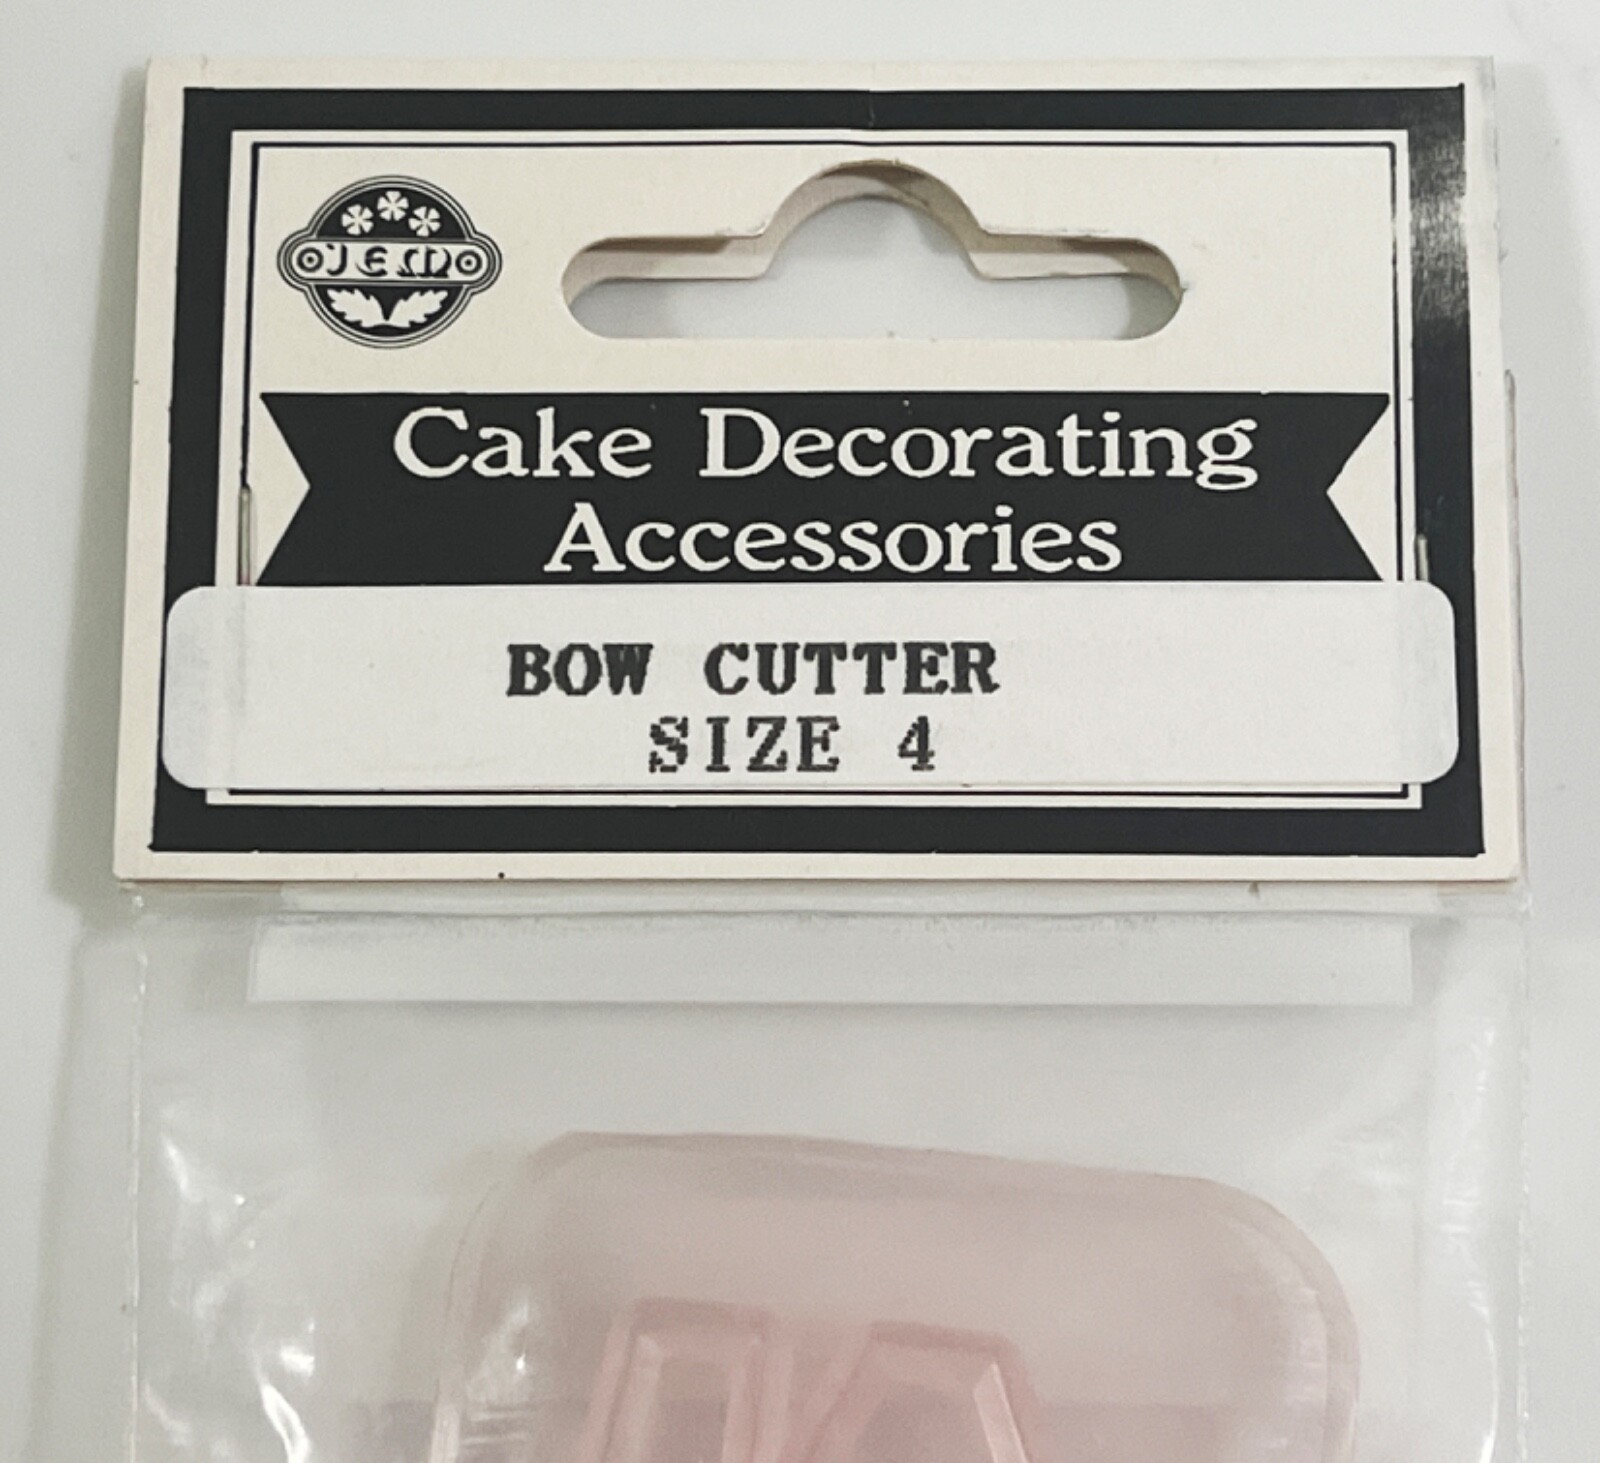 JEM
Cake Decorating
Accessories
BOW CUTTER
SIZE 4